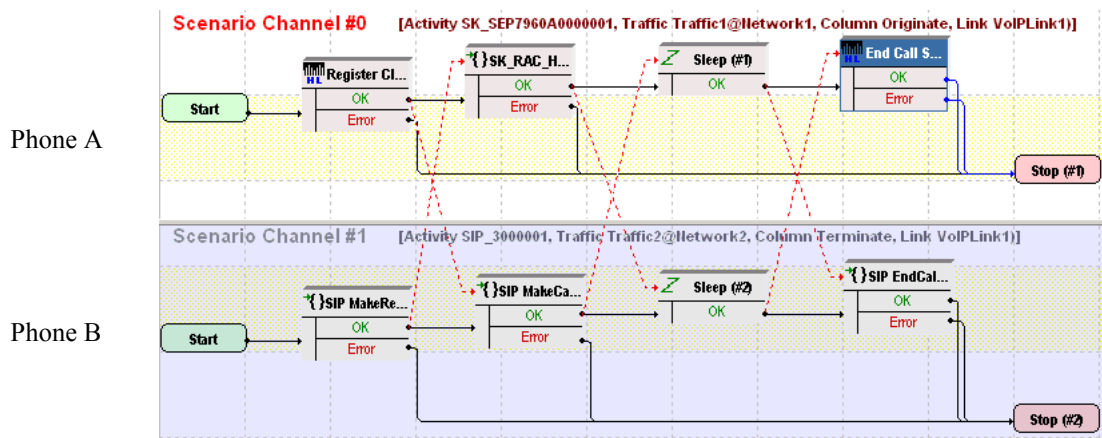 Scenario Channel #0 [Activity SK_SEP7960A0000001, Traffic Traffic1@Network1, Column Originate, Link VoIPLink1)]
Register Cl...
OK
Error
{}SK_RAC_H...
OK
Error
Sleep (#1)
OK
HL End Call S...
OK
Error
Start
HL
Phone A
Stop (#1)
Scenario Channel #1 [Activity SIP_3000001, Traffic Traffic2@Network2, Column Terminate, Link VoIPLink1)]
{}SIP MakeRe...
OK
Error
{}SIP MakeCa...
OK
Error
Sleep (#2)
OK
{}SIP EndCal...
OK
Error
Phone B
Start
Stop (#2)